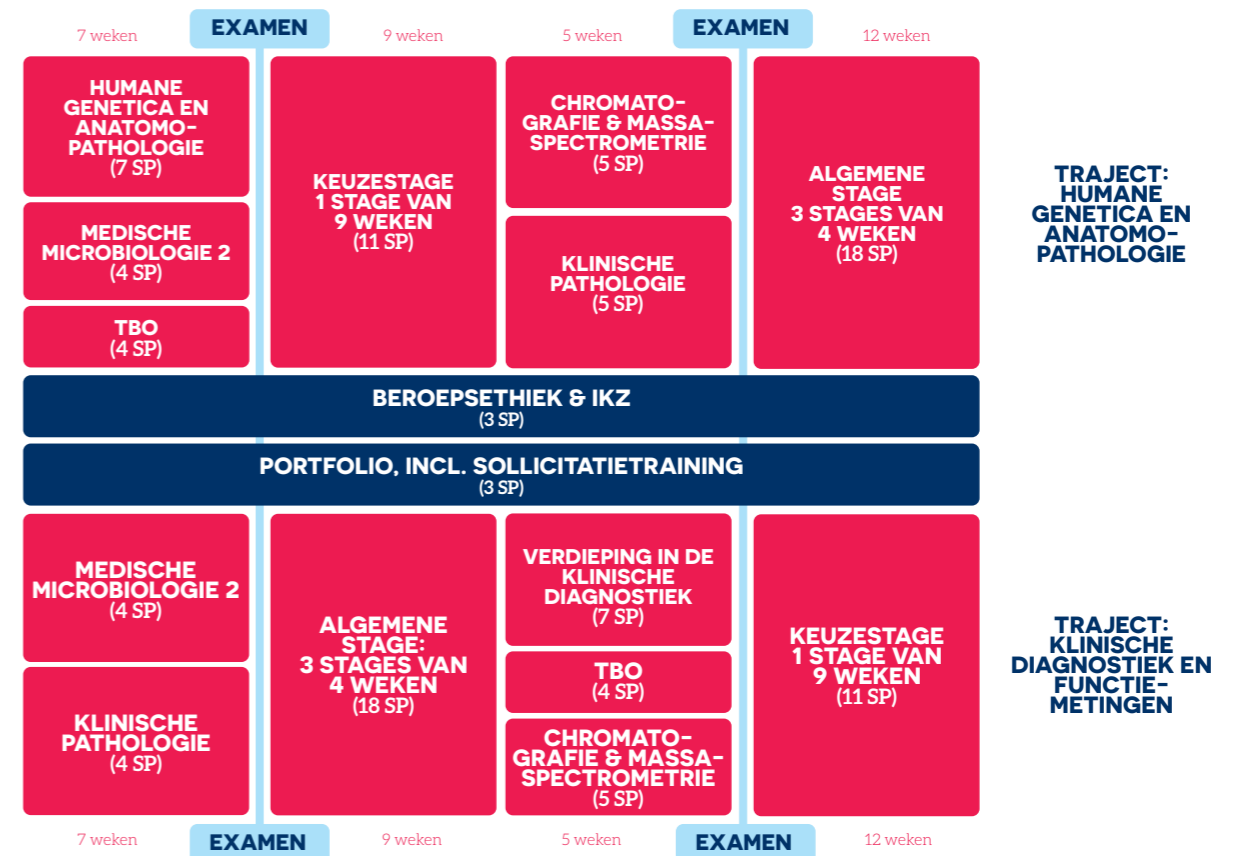 7 weken
EXAMEN
9 weken
5 weken
EXAMEN
12 weken
HUMANE
GENETICA EN
ANATOMO-
PATHOLOGIE
(7 SP)
MEDISCHE
MICROBIOLOGIE 2
(4 SP)
TBO
(4 SP)
KEUZESTAGE
1 STAGE VAN
9 WEKEN
(11 SP)
CHROMATO-
GRAFIE & MASSA-
SPECTROMETRIE
(5 SP)
KLINISCHE
PATHOLOGIE
(5 SP)
ALGEMENE
STAGE
3 STAGES VAN
4 WEKEN
(18 SP)
TRAJECT:
HUMANE
GENETICA EN
ANATOMO-
PATHOLOGIE
BEROEPSETHIEK & IKZ
(3 SP)
PORTFOLIO, INCL. SOLLICITATIETRAINING
(3 SP)
MEDISCHE
MICROBIOLOGIE 2
(4 SP)
KLINISCHE
PATHOLOGIE
(4 SP)
ALGEMENE
STAGE:
3 STAGES VAN
4 WEKEN
(18 SP)
VERDIEPING IN DE
KLINISCHE
DIAGNOSTIEK
(7 SP)
TBO
(4 SP)
CHROMATO-
GRAFIE & MASSA-
SPECTROMETRIE
(5 SP)
KEUZESTAGE
1 STAGE VAN
9 WEKEN
(11 SP)
TRAJECT:
KLINISCHE
DIAGNOSTIEK EN
FUNCTIE-
METINGEN
7 weken
EXAMEN
9 weken
5 weken
EXAMEN
12 weken